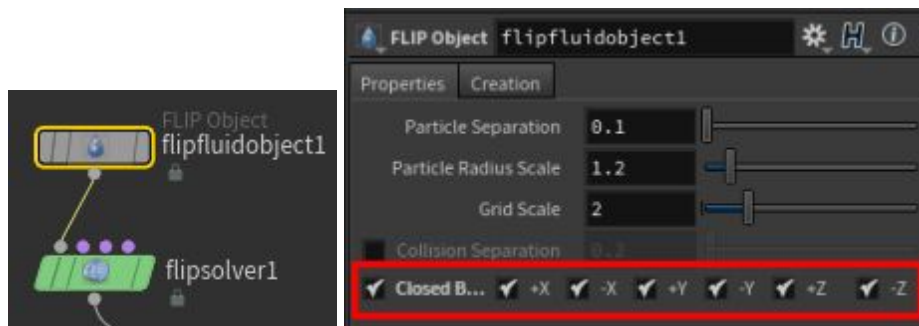 FLIP Object
flipfluidobject1
flipsolver1
FLIP Object flipfluidobject1
Properties Creation
Particle Separation 0.1
Particle Radius Scale 1.2
Grid Scale 2
Collision Separation 0.2
Closed B... +X -X +Y -Y +Z -Z